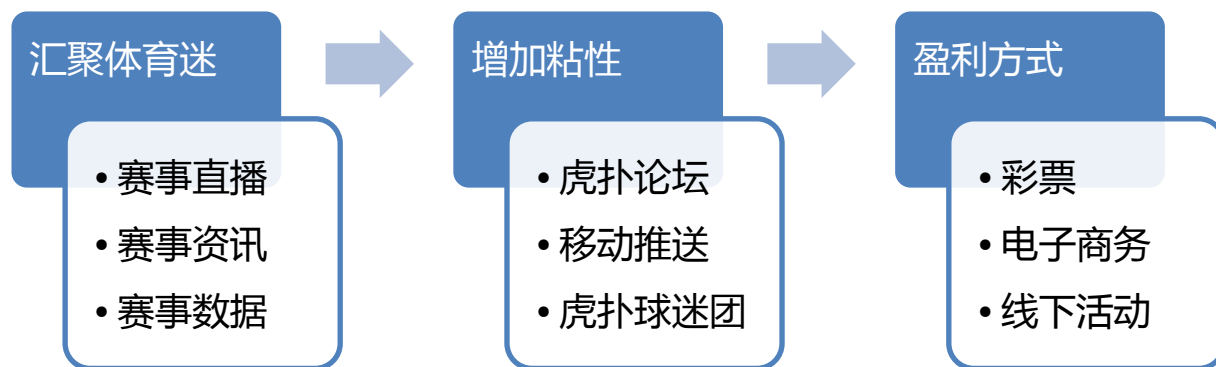 汇聚体育迷
• 赛事直播
• 赛事资讯
• 赛事数据
增加粘性
• 虎扑论坛
• 移动推送
• 虎扑球迷团
盈利方式
• 彩票
• 电子商务
• 线下活动